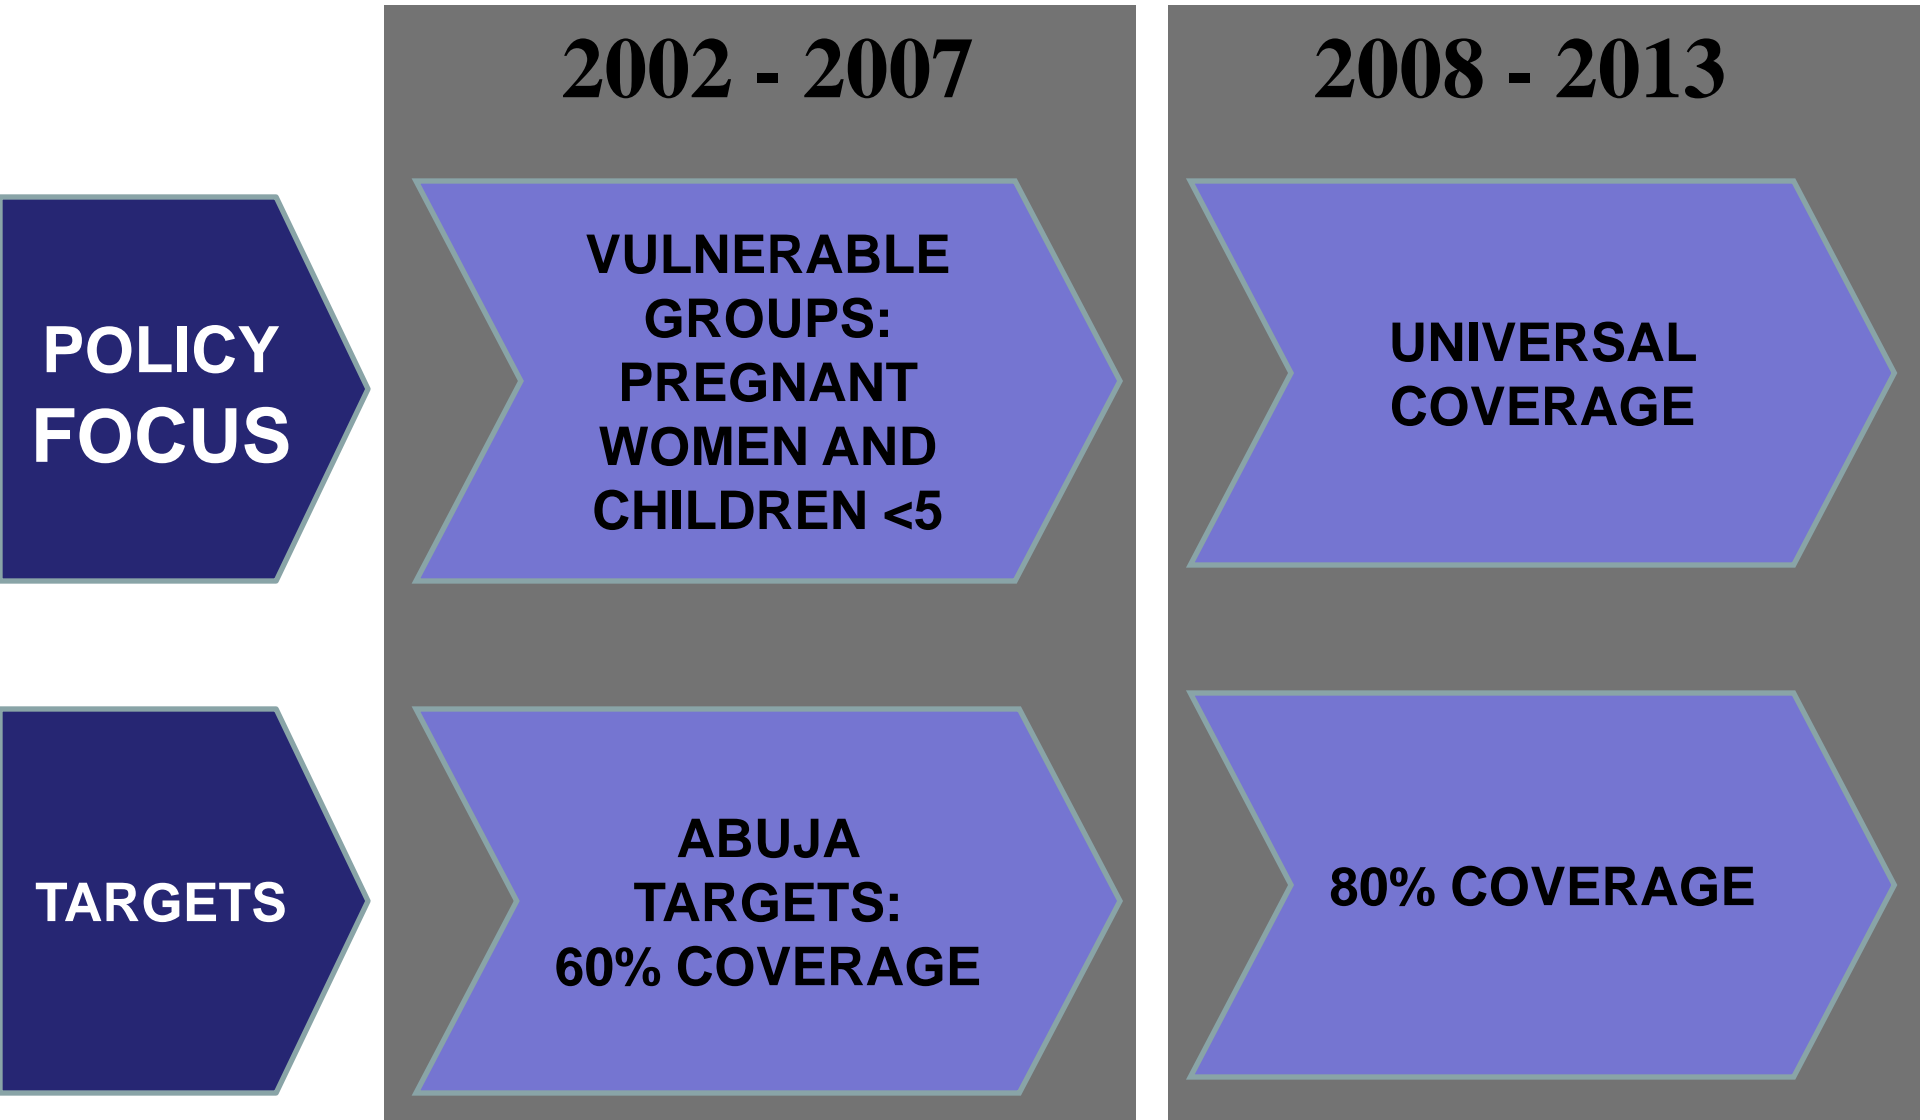 2002 - 2007
2008 - 2013
POLICY
FOCUS
VULNERABLE
GROUPS:
PREGNANT
WOMEN AND
CHILDREN <5
UNIVERSAL
COVERAGE
TARGETS
ABUJA
TARGETS:
60% COVERAGE
80% COVERAGE